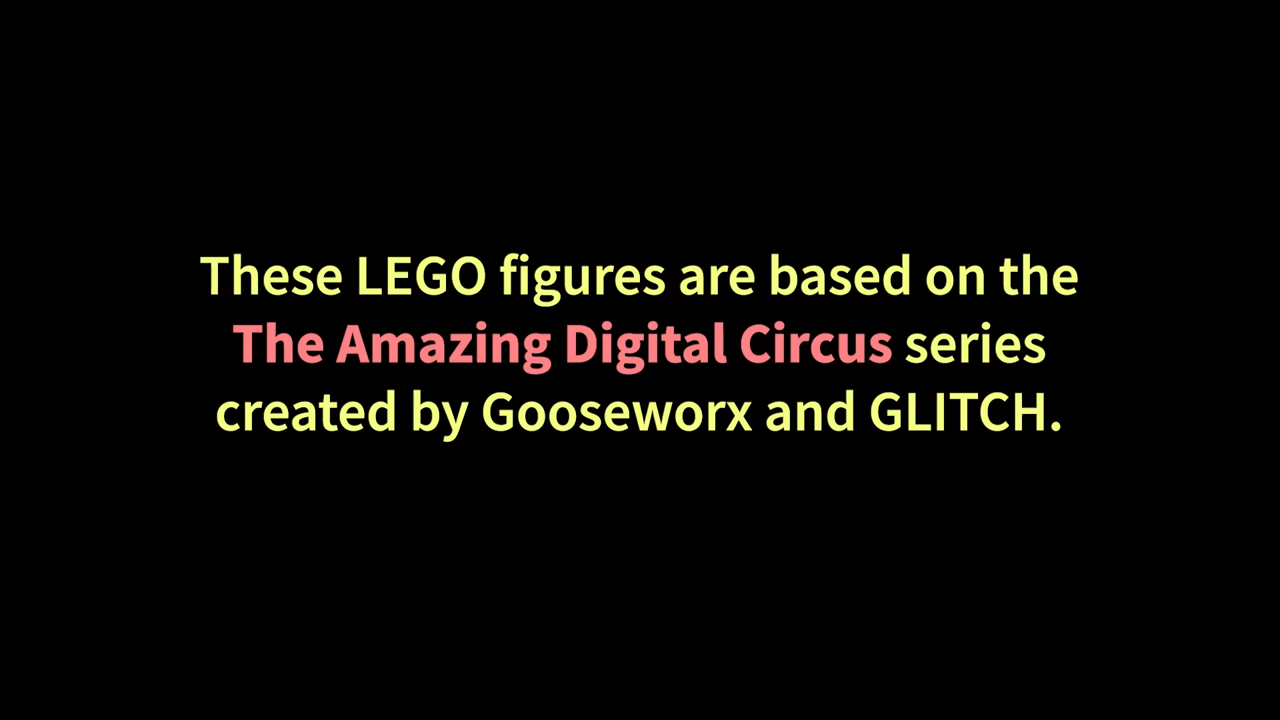 These LEGO figures are based on the
The Amazing Digital Circus series
created by Gooseworx and GLITCH.